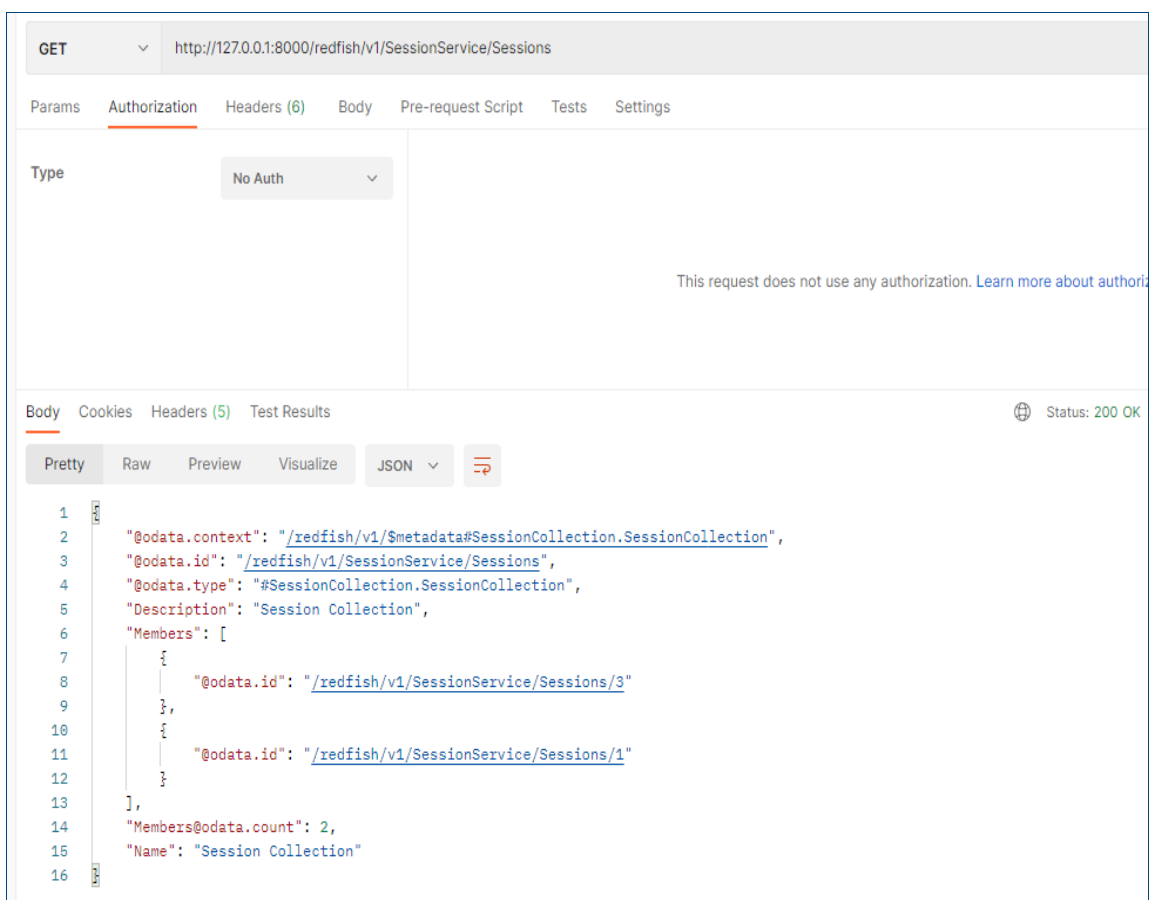 GET http://127.0.0.1:8000/redfish/v1/SessionService/Sessions
Params Authorization Headers (6) Body Pre-request Script Tests Settings
Type No Auth
This request does not use any authorization. Learn more about authoriz
Body Cookies Headers (5) Test Results Status: 200 OK
Pretty Raw Preview Visualize JSON
1 {
2 "@odata.context": "/redfish/v1/$metadata#SessionCollection.SessionCollection",
3 "@odata.id": "/redfish/v1/SessionService/Sessions",
4 "@odata.type": "#SessionCollection.SessionCollection",
5 "Description": "Session Collection",
6 "Members": [
7 {
8 "@odata.id": "/redfish/v1/SessionService/Sessions/3"
9 },
10 {
11 "@odata.id": "/redfish/v1/SessionService/Sessions/1"
12 }
13 ],
14 "Members@odata.count": 2,
15 "Name": "Session Collection"
16 }